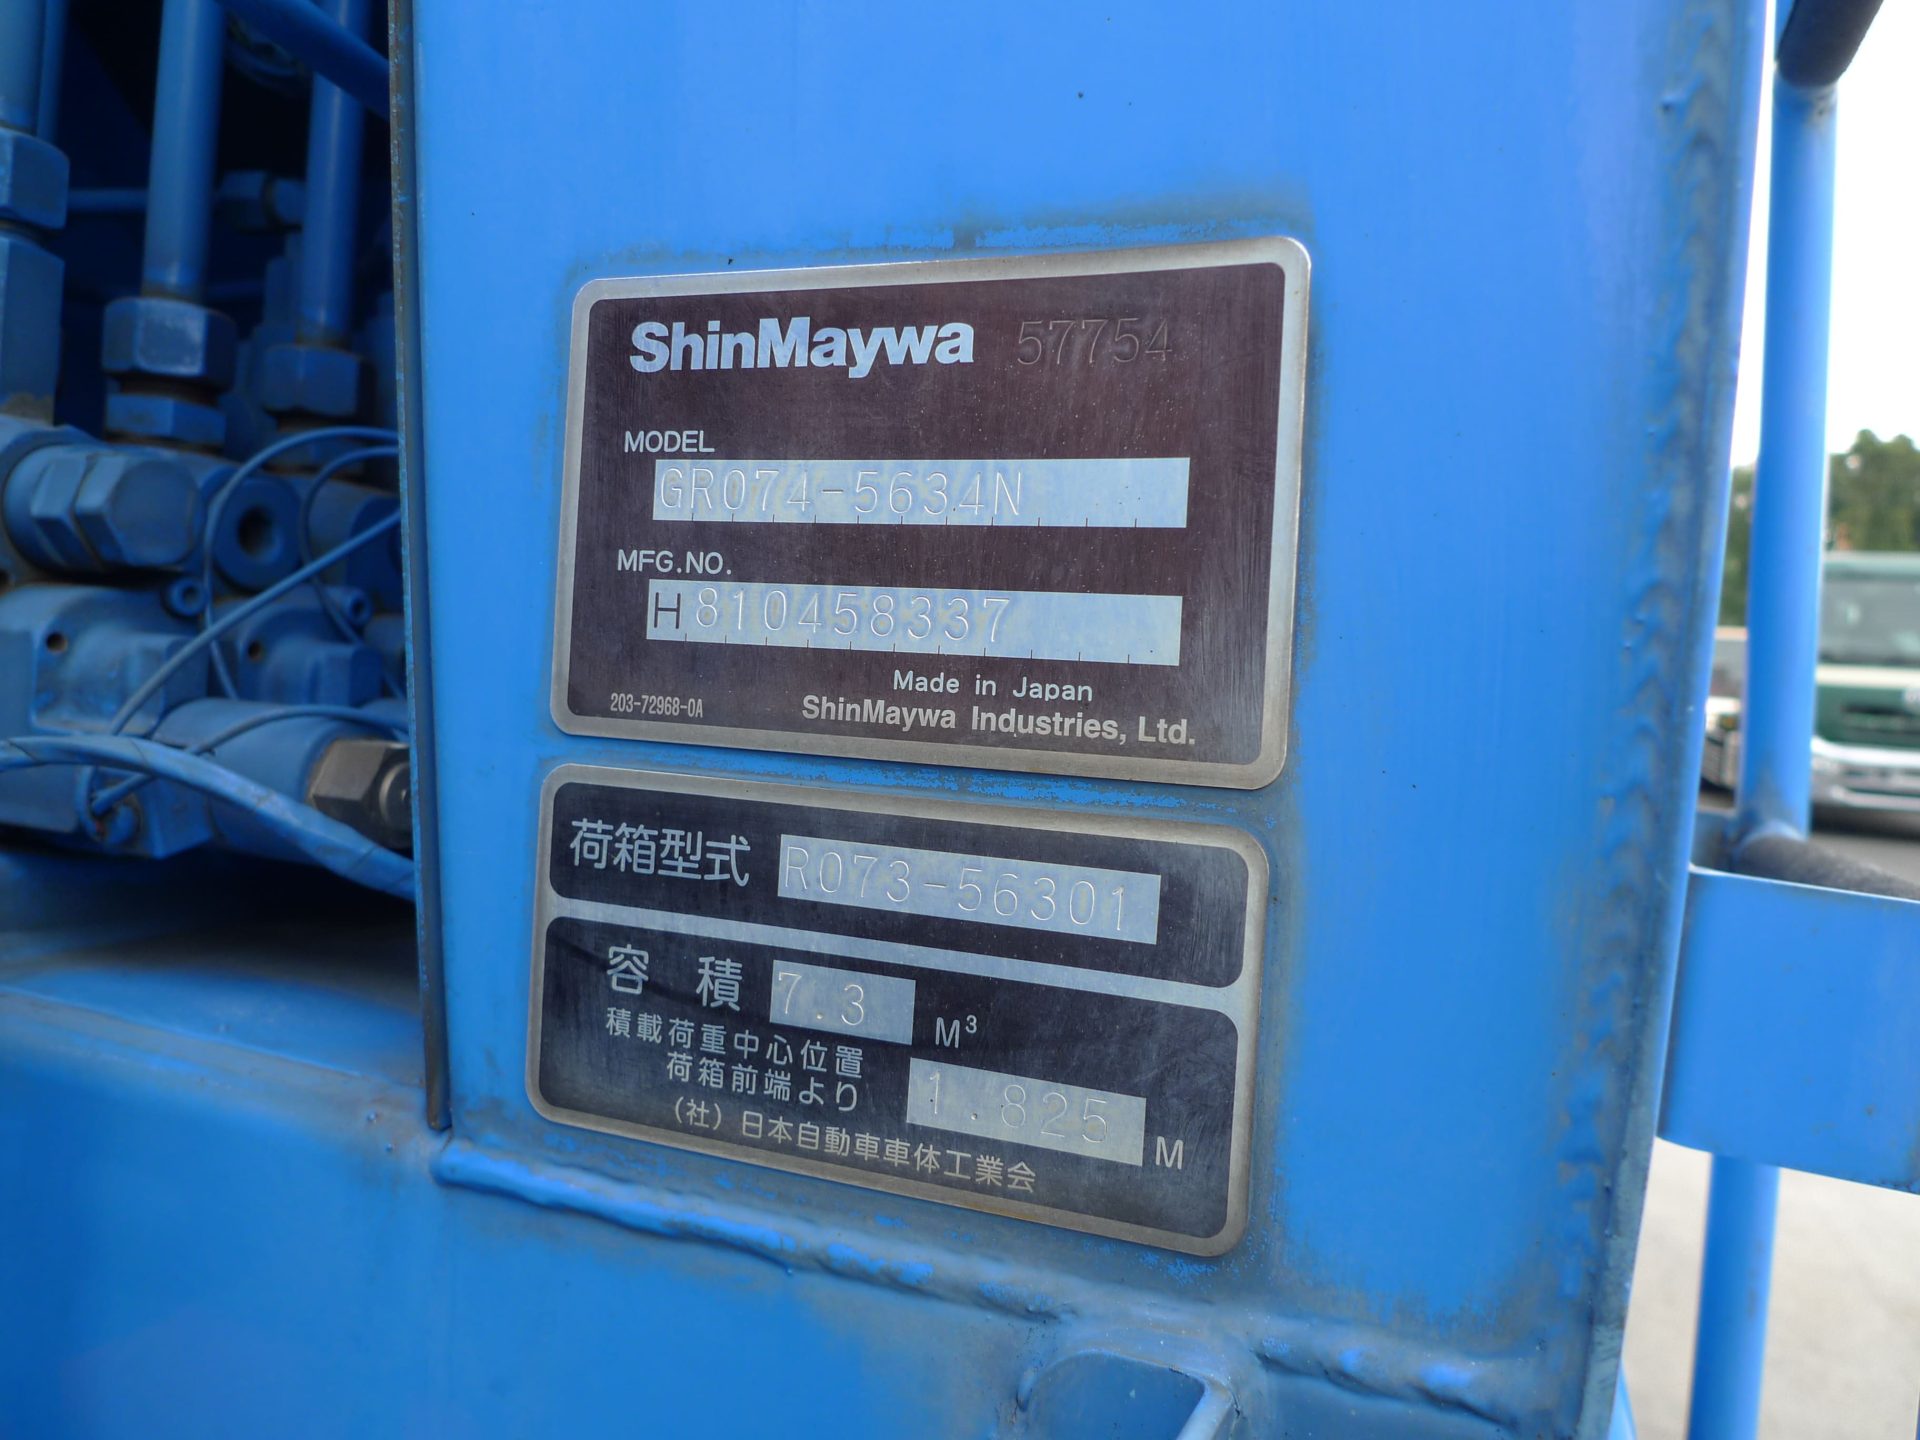 ShinMaywa 57754
MODEL
GR074-5634N
MFG.NO.
H810458337
Made in Japan
203-72968-0A ShinMaywa Industries, Ltd.
荷箱型式 R073-56301
容積 7.3 M³
積載荷重中心位置
荷箱前端より 1.825 M
(社)日本自動車車体工業会